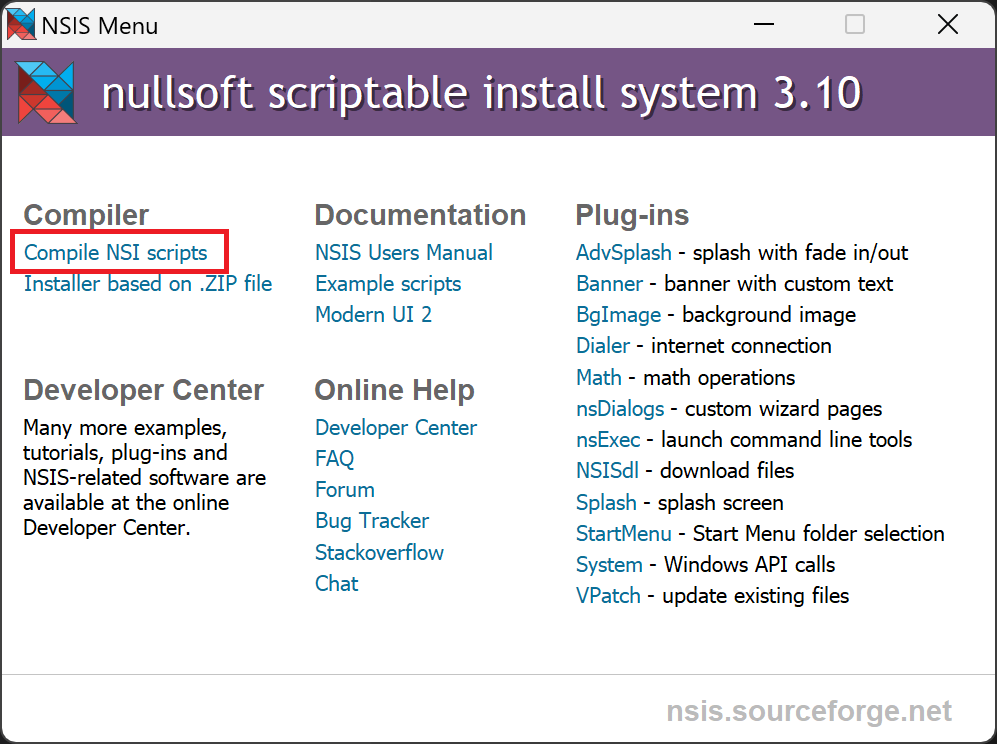 NSIS Menu
nullsoft scriptable install system 3.10
Compiler
Compile NSI scripts
Installer based on .ZIP file
Developer Center
Many more examples,
tutorials, plug-ins and
NSIS-related software are
available at the online
Developer Center.
Documentation
NSIS Users Manual
Example scripts
Modern UI 2
Online Help
Developer Center
FAQ
Forum
Bug Tracker
Stackoverflow
Chat
Plug-ins
AdvSplash - splash with fade in/out
Banner - banner with custom text
BgImage - background image
Dialer - internet connection
Math - math operations
nsDialogs - custom wizard pages
nsExec - launch command line tools
NSISdl - download files
Splash - splash screen
StartMenu - Start Menu folder selection
System - Windows API calls
VPatch - update existing files
nsis.sourceforge.net